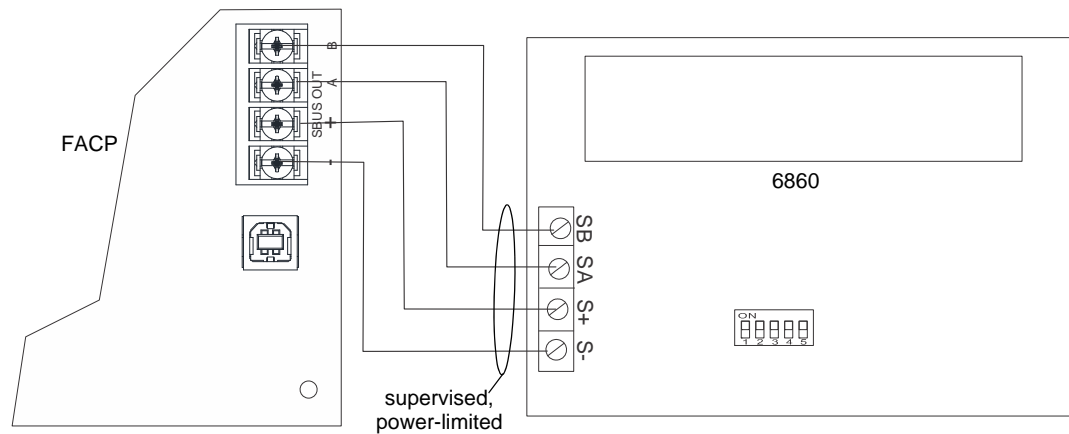 FACP
B
A
+
-
SBUS OUT
6860
SB
SA
S+
S-
ON
1 2 3 4 5
supervised,
power-limited